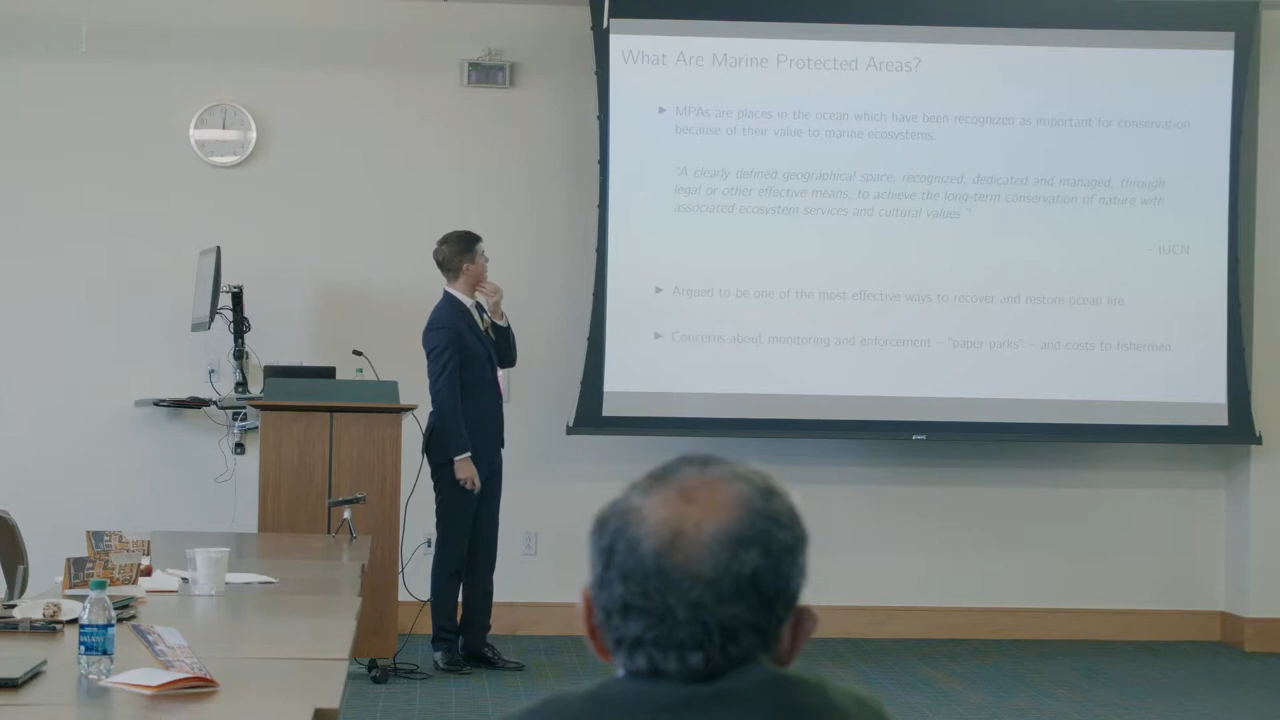 What Are Marine Protected Areas?
MPAs are places in the ocean which have been recognized as important for conservation
because of their value to marine ecosystems.
"A clearly defined geographical space, recognized, dedicated and managed, through
legal or other effective means, to achieve the long-term conservation of nature with
associated ecosystem services and cultural values"
– IUCN
Argued to be one of the most effective ways to recover and restore ocean life.
Concerns about monitoring and enforcement – "paper parks" – and costs to fishermen.